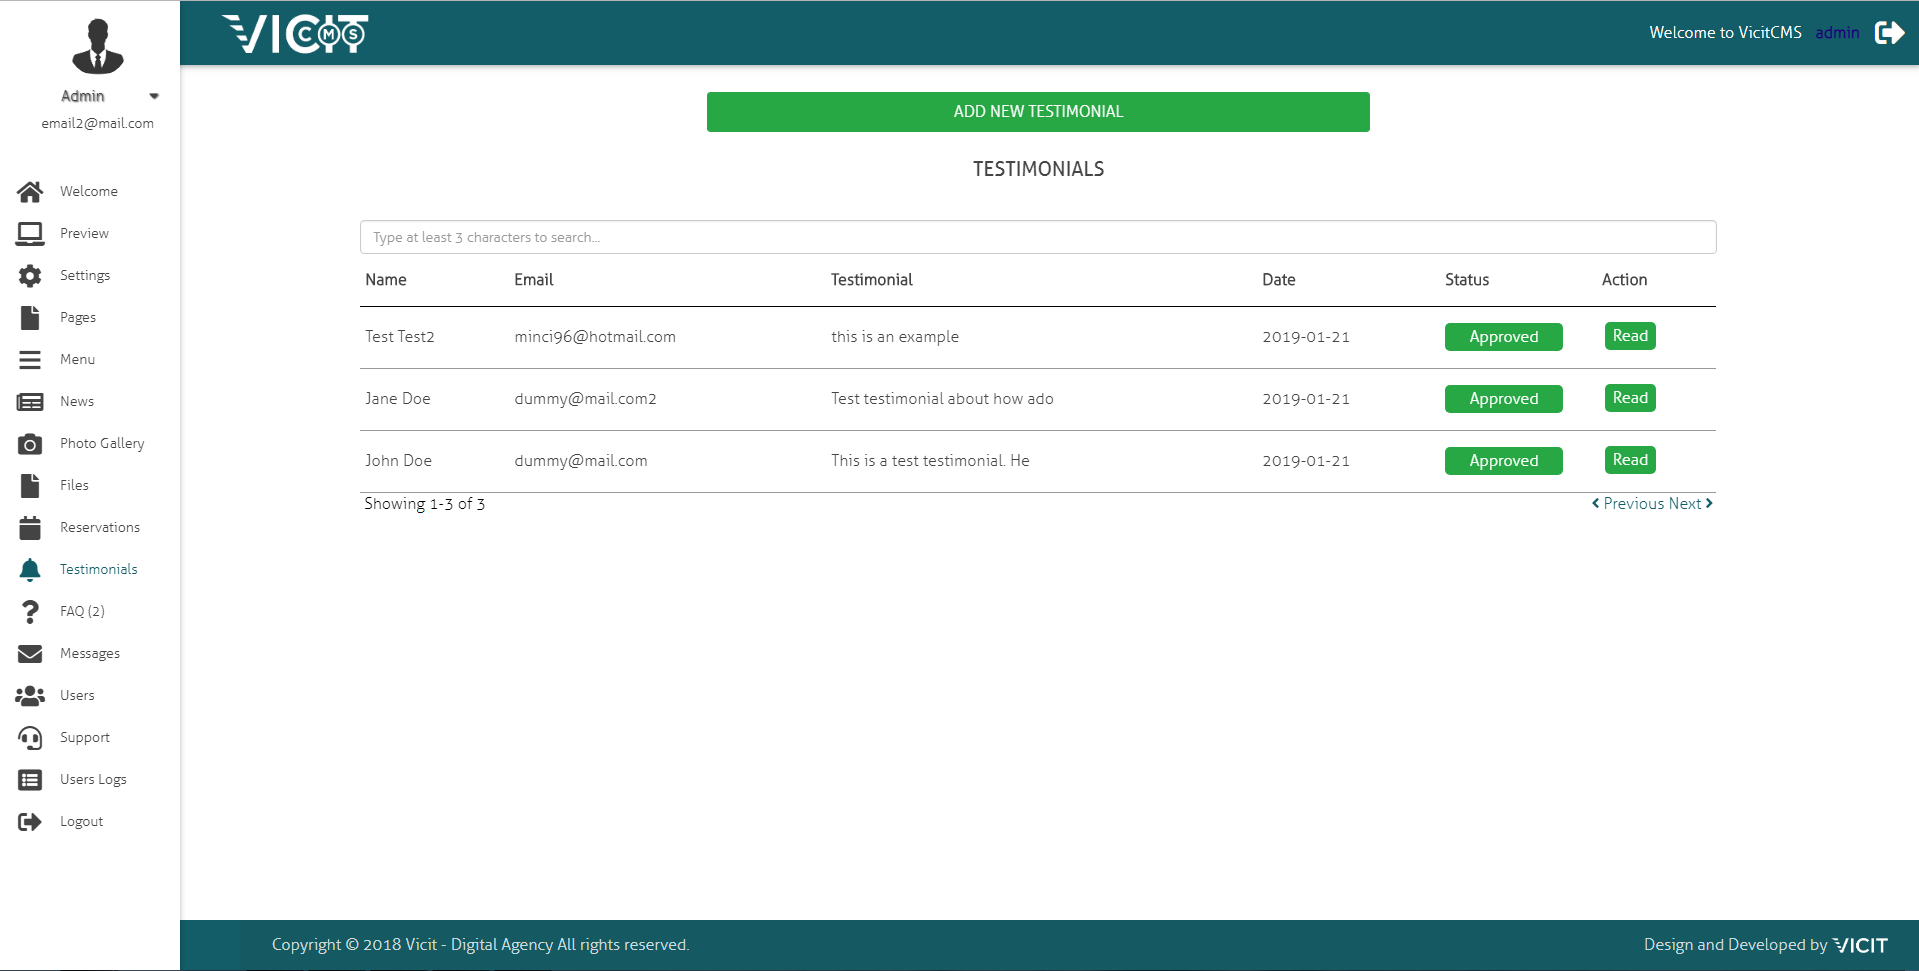 VICIT CMS
Welcome to VicitCMS admin
Admin
email2@mail.com
Welcome
Preview
Settings
Pages
Menu
News
Photo Gallery
Files
Reservations
Testimonials
FAQ (2)
Messages
Users
Support
Users Logs
Logout
ADD NEW TESTIMONIAL
TESTIMONIALS
Type at least 3 characters to search...
Name Email Testimonial Date Status Action
Test Test2 minci96@hotmail.com this is an example 2019-01-21 Approved Read
Jane Doe dummy@mail.com2 Test testimonial about how ado 2019-01-21 Approved Read
John Doe dummy@mail.com This is a test testimonial. He 2019-01-21 Approved Read
Showing 1-3 of 3 Previous Next
Copyright © 2018 Vicit - Digital Agency All rights reserved. Design and Developed by VICIT